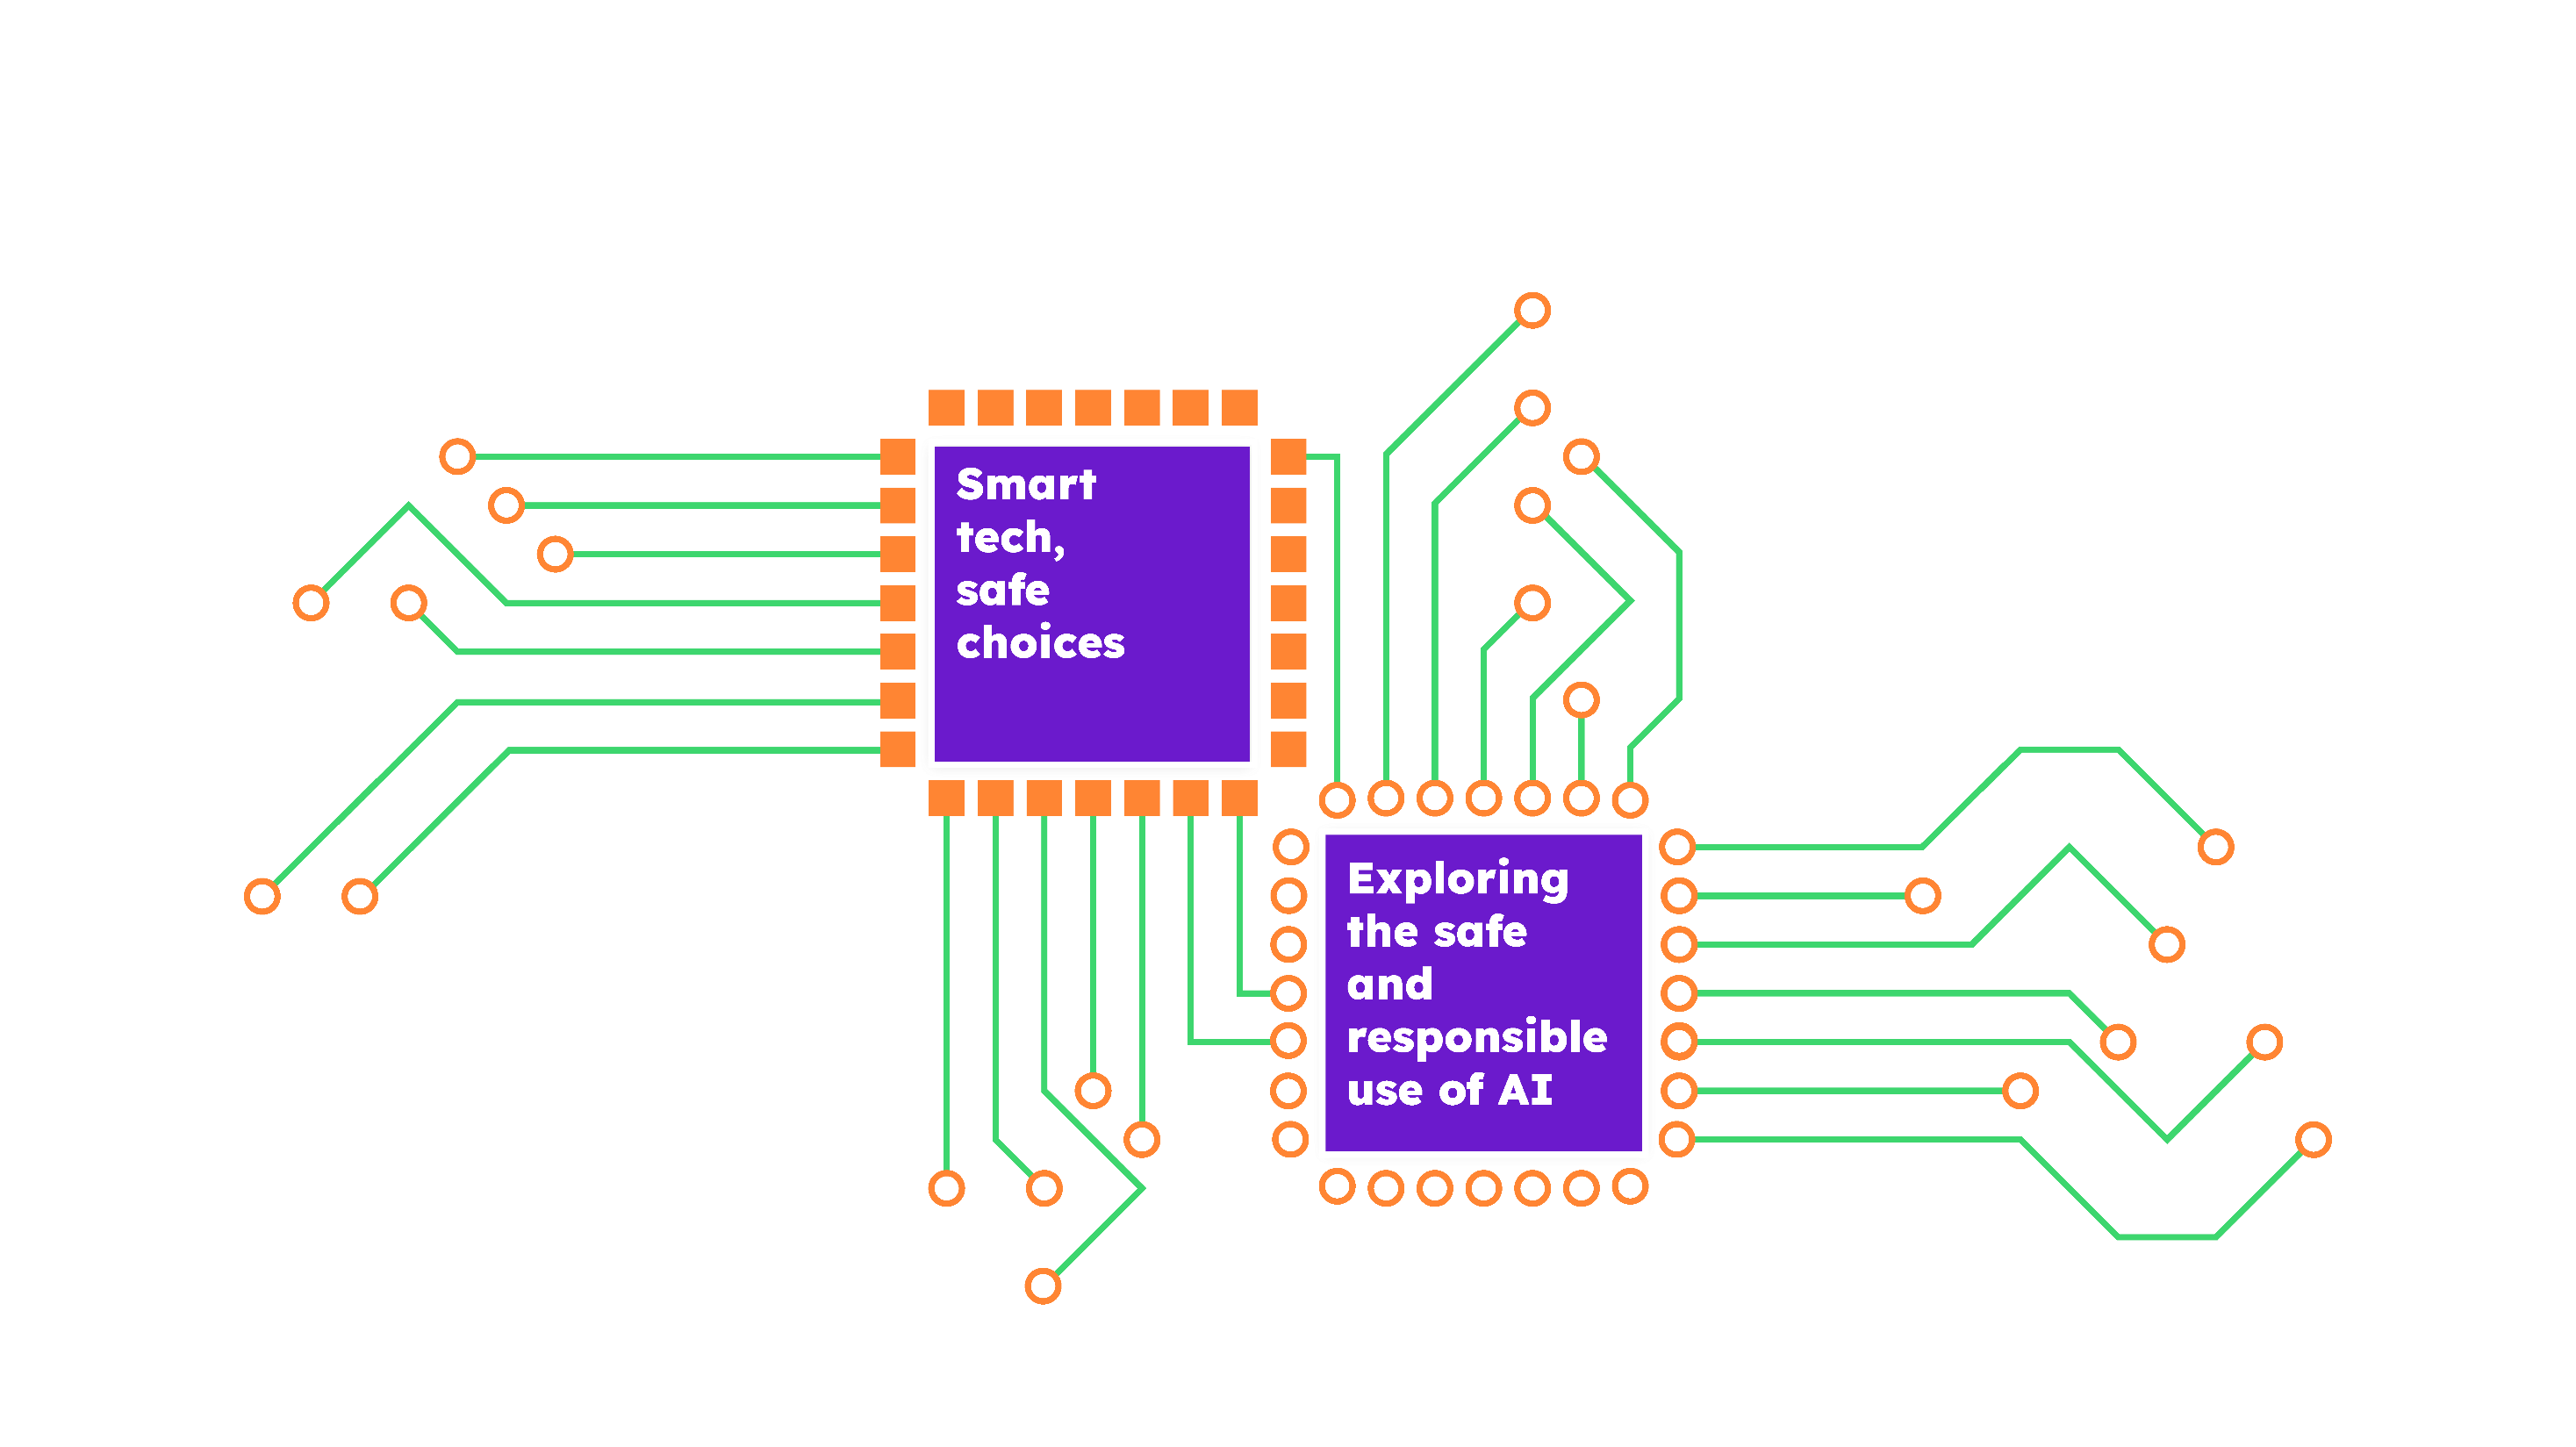 Smart
tech,
safe
choices
Exploring
the safe
and
responsible
use of AI